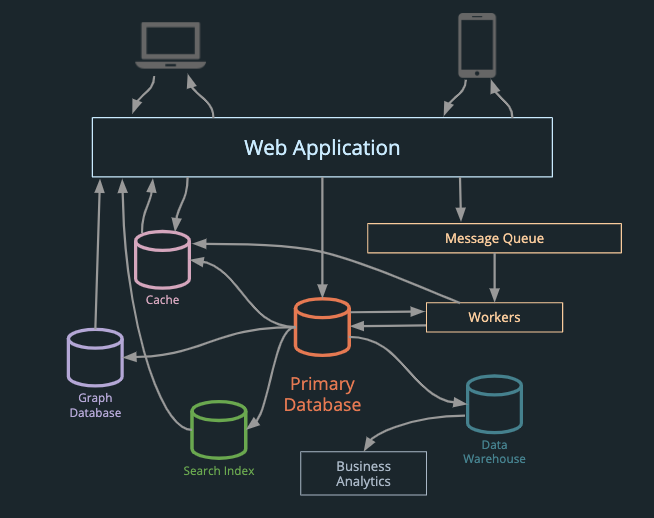 Web Application
Message Queue
Cache
Workers
Primary
Database
Graph
Database
Search Index
Data
Warehouse
Business
Analytics